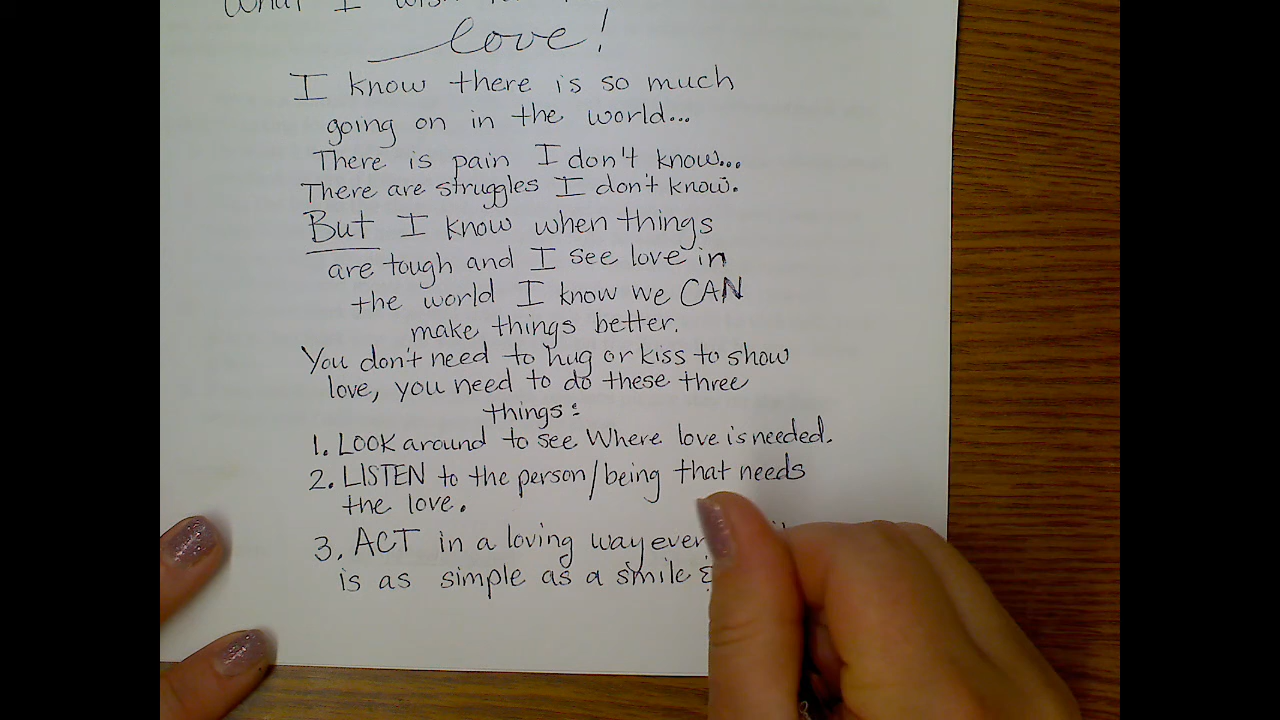 What I
love!
I know there is so much
going on in the world...
There is pain I don't know...
There are struggles I don't know.
But I know when things
are tough and I see love in
the world I know we CAN
make things better.
You don't need to hug or kiss to show
love, you need to do these three
things:
1. LOOK around to see Where love is needed.
2. LISTEN to the person/being that needs
the love.
3. ACT in a loving way even
is as simple as a smile &